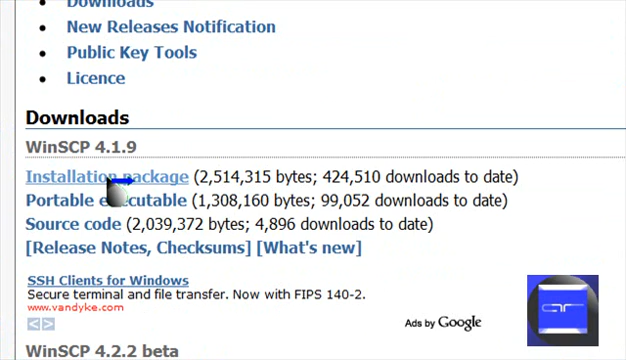 Downloads
New Releases Notification
Public Key Tools
Licence
Downloads
WinSCP 4.1.9
Installation package (2,514,315 bytes; 424,510 downloads to date)
Portable executable (1,308,160 bytes; 99,052 downloads to date)
Source code (2,039,372 bytes; 4,896 downloads to date)
[Release Notes, Checksums] [What's new]
SSH Clients for Windows
Secure terminal and file transfer. Now with FIPS 140-2.
www.vandyke.com
Ads by Google
WinSCP 4.2.2 beta